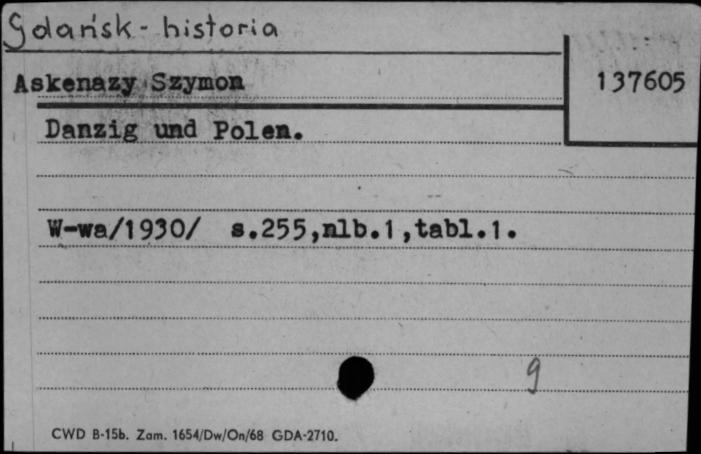 Gdańsk - historia
Askenazy Szymon
137605
Danzig und Polen.
W-wa/1930/ s.255,nlb.1,tabl.1.
9
CWD B-15b. Zam. 1654/Dw/On/68 GDA-2710.